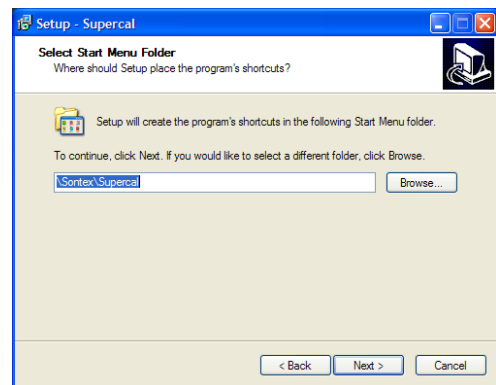 Setup - Supercal
Select Start Menu Folder
Where should Setup place the program's shortcuts?
Setup will create the program's shortcuts in the following Start Menu folder.
To continue, click Next. If you would like to select a different folder, click Browse.
\Sontex\Supercal
Browse...
< Back
Next >
Cancel